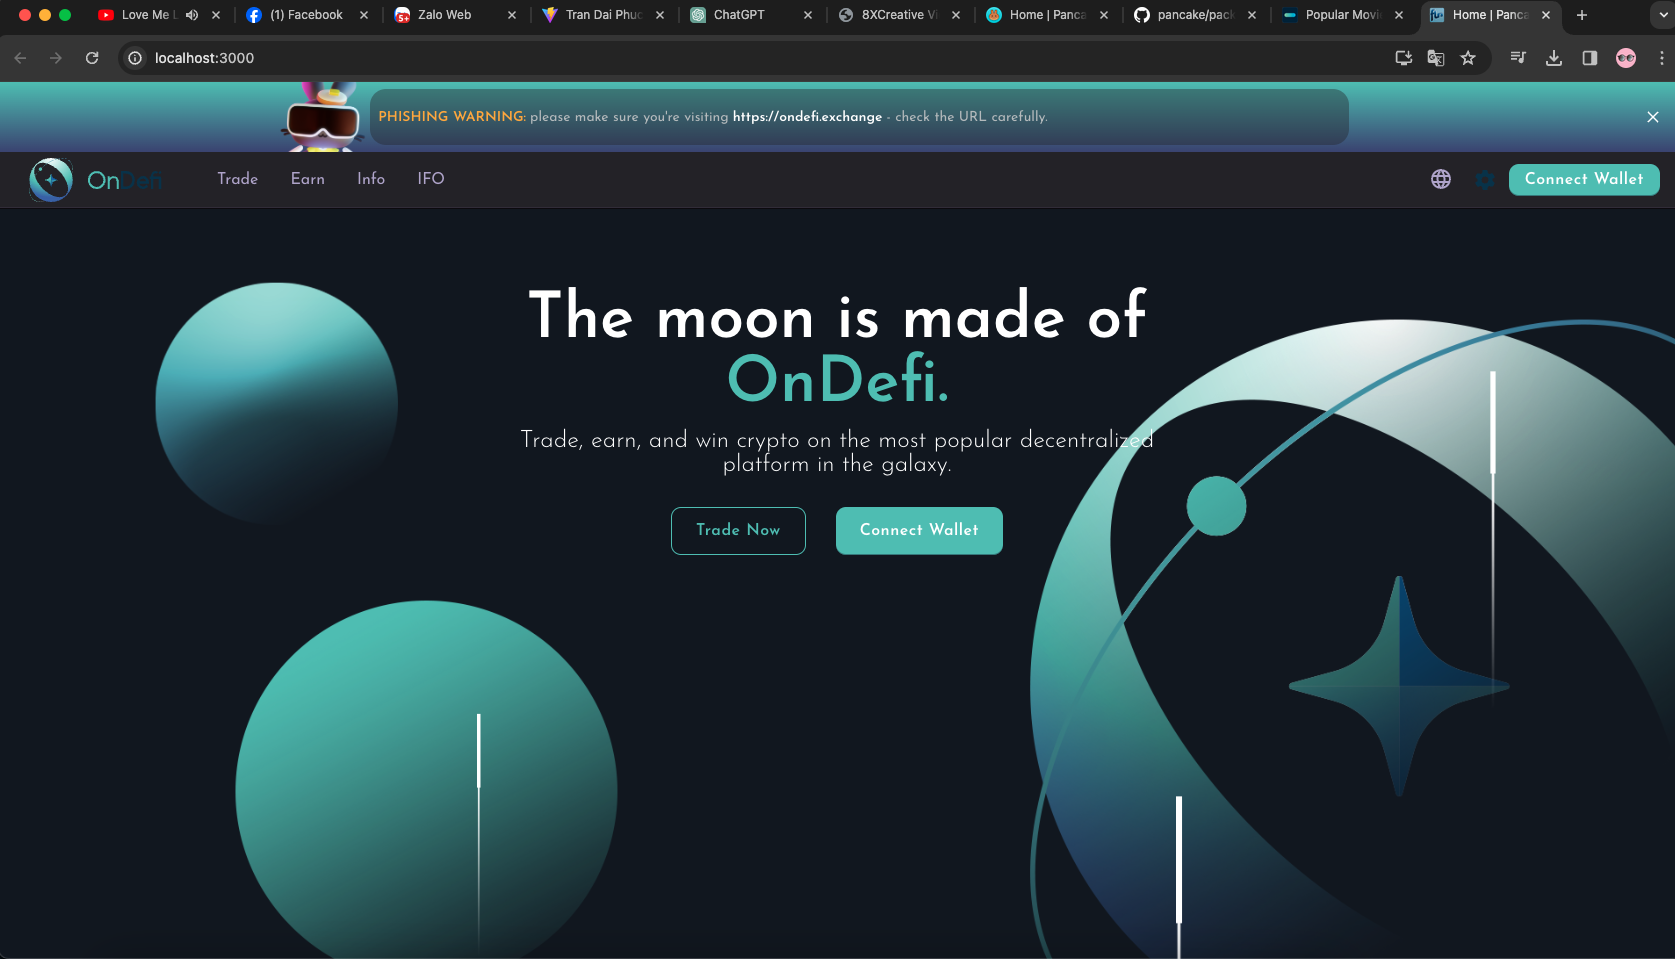 Love Me L
(1) Facebook
Zalo Web
Tran Dai Phuc
ChatGPT
8XCreative Vi
Home | Panca
pancake/pack
Popular Movi
Home | Panca
localhost:3000
PHISHING WARNING: please make sure you're visiting https://ondefi.exchange - check the URL carefully.
OnDefi
Trade Earn Info IFO
Connect Wallet
The moon is made of
OnDefi.
Trade, earn, and win crypto on the most popular decentralized
platform in the galaxy.
Trade Now
Connect Wallet